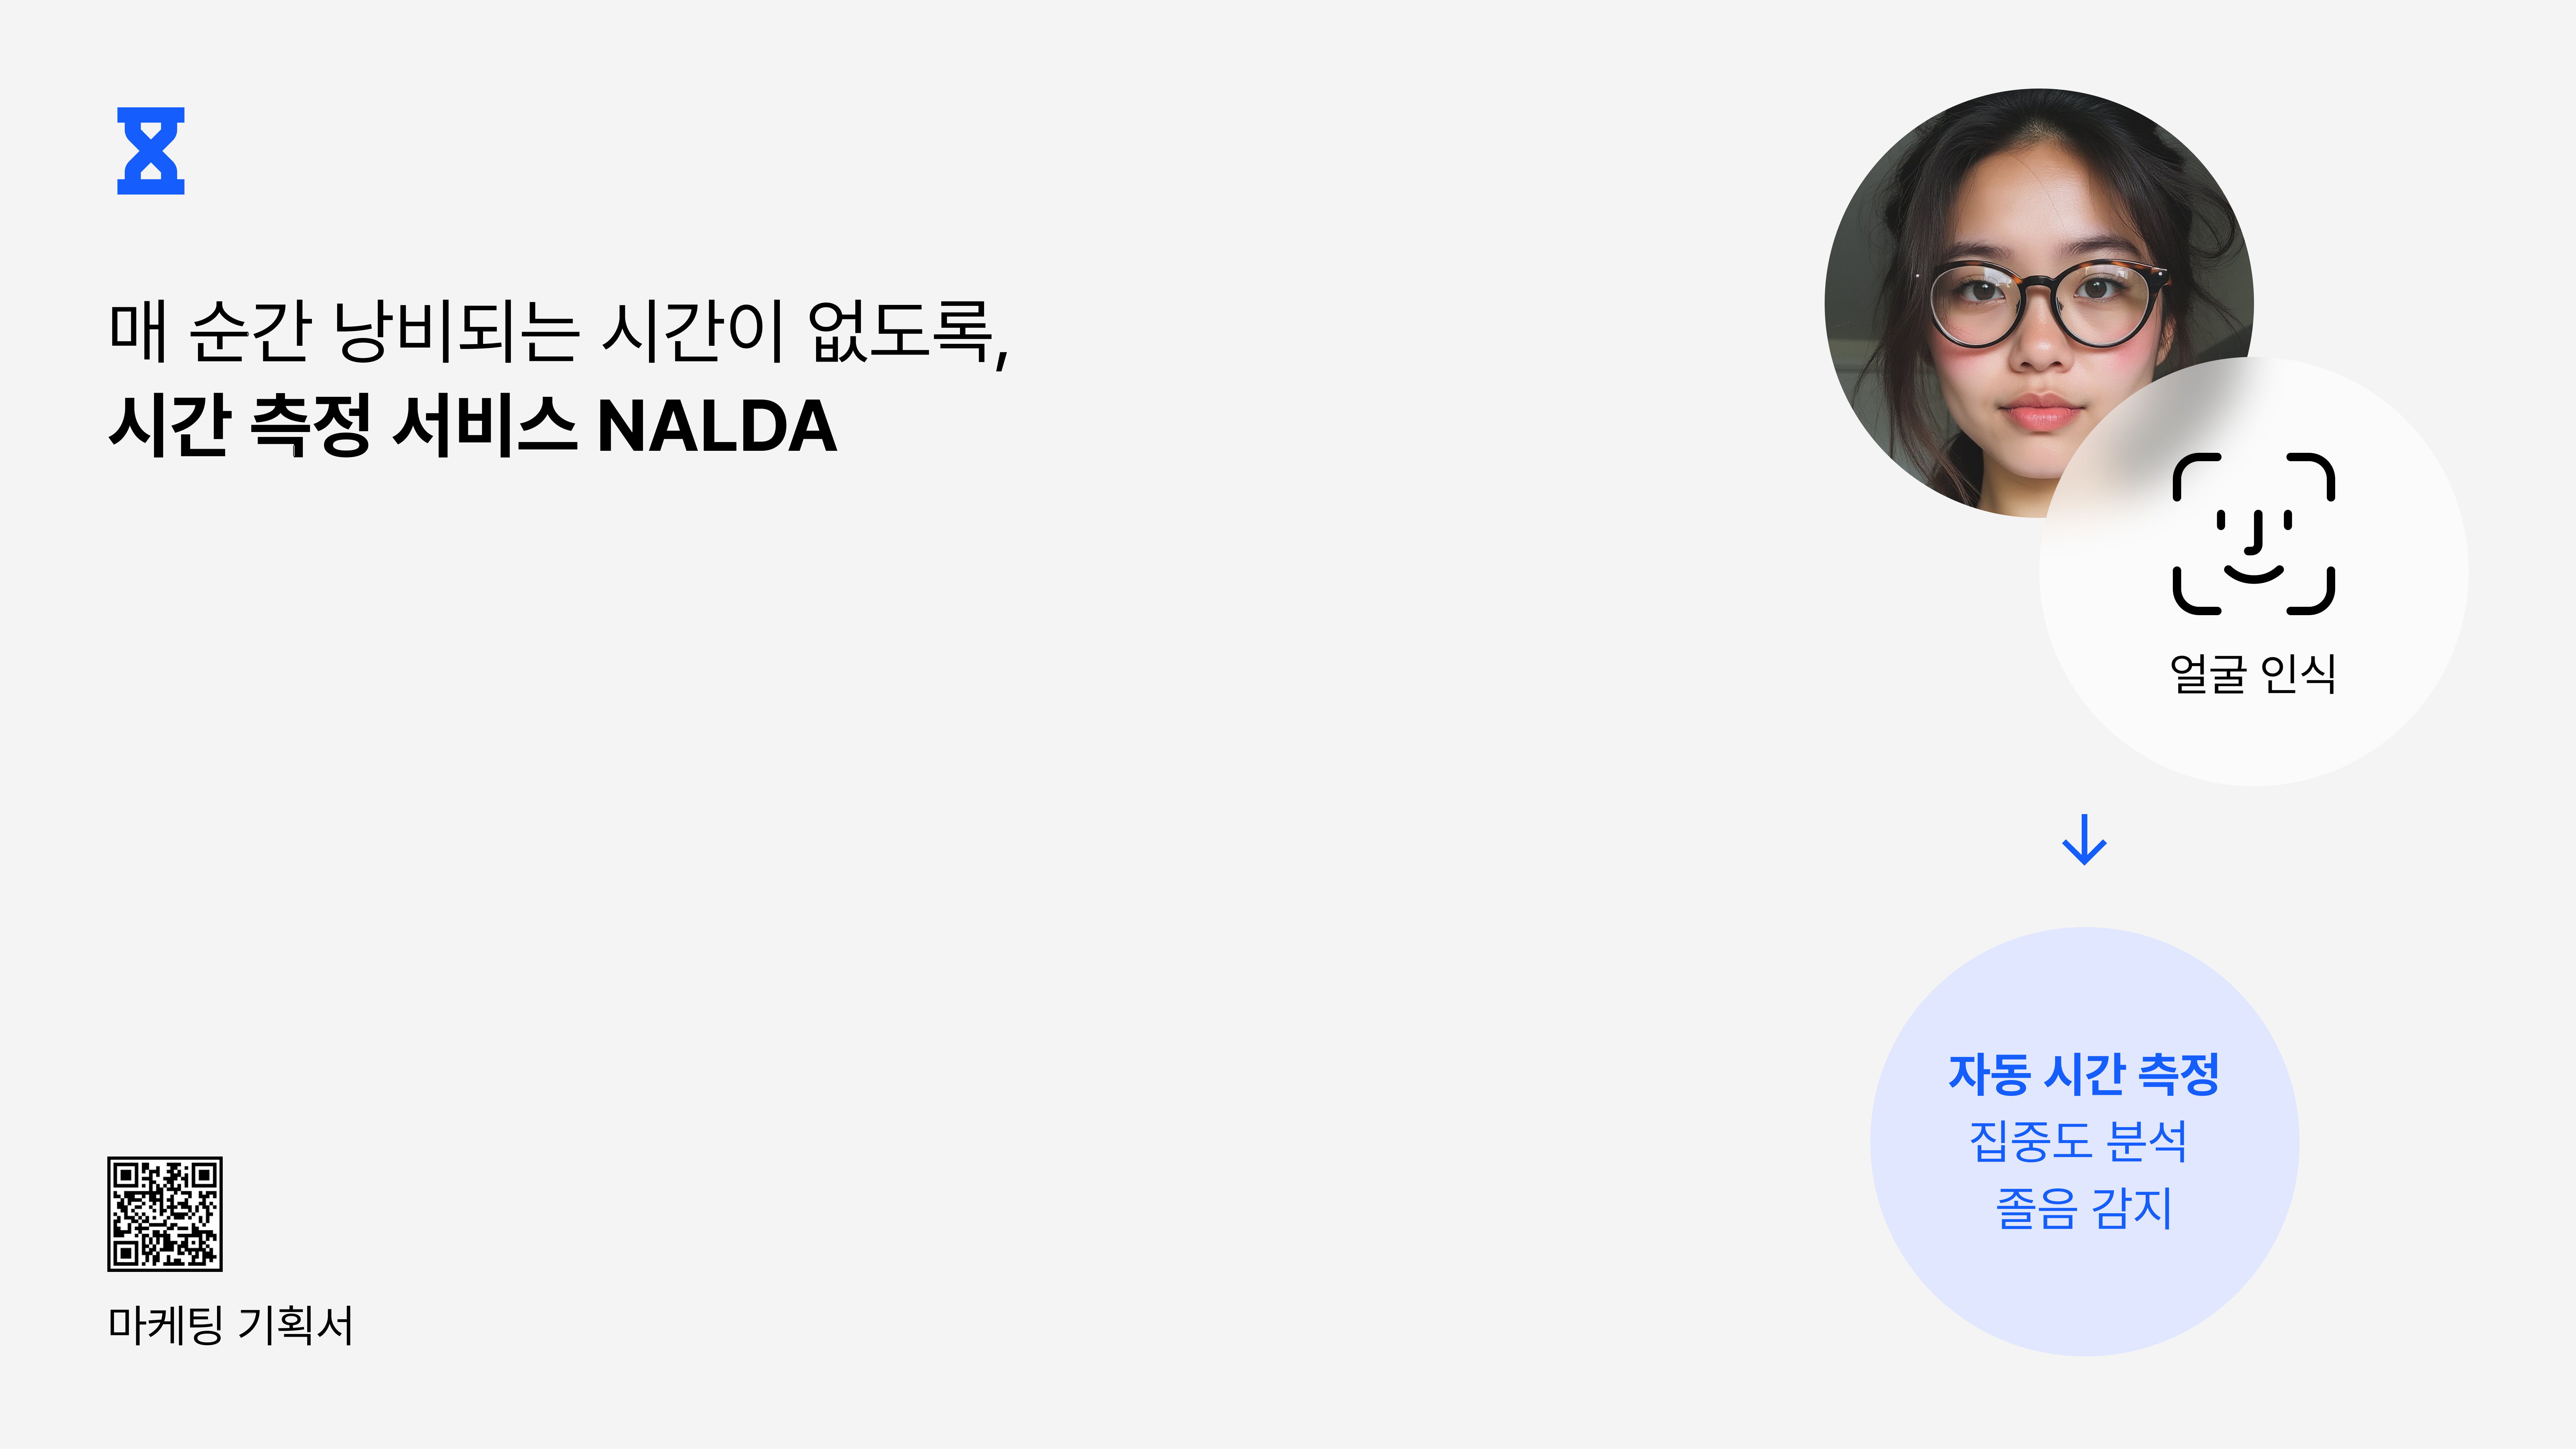 매 순간 낭비되는 시간이 없도록,
시간 측정 서비스 NALDA
얼굴 인식
자동 시간 측정
집중도 분석
졸음 감지
마케팅 기획서